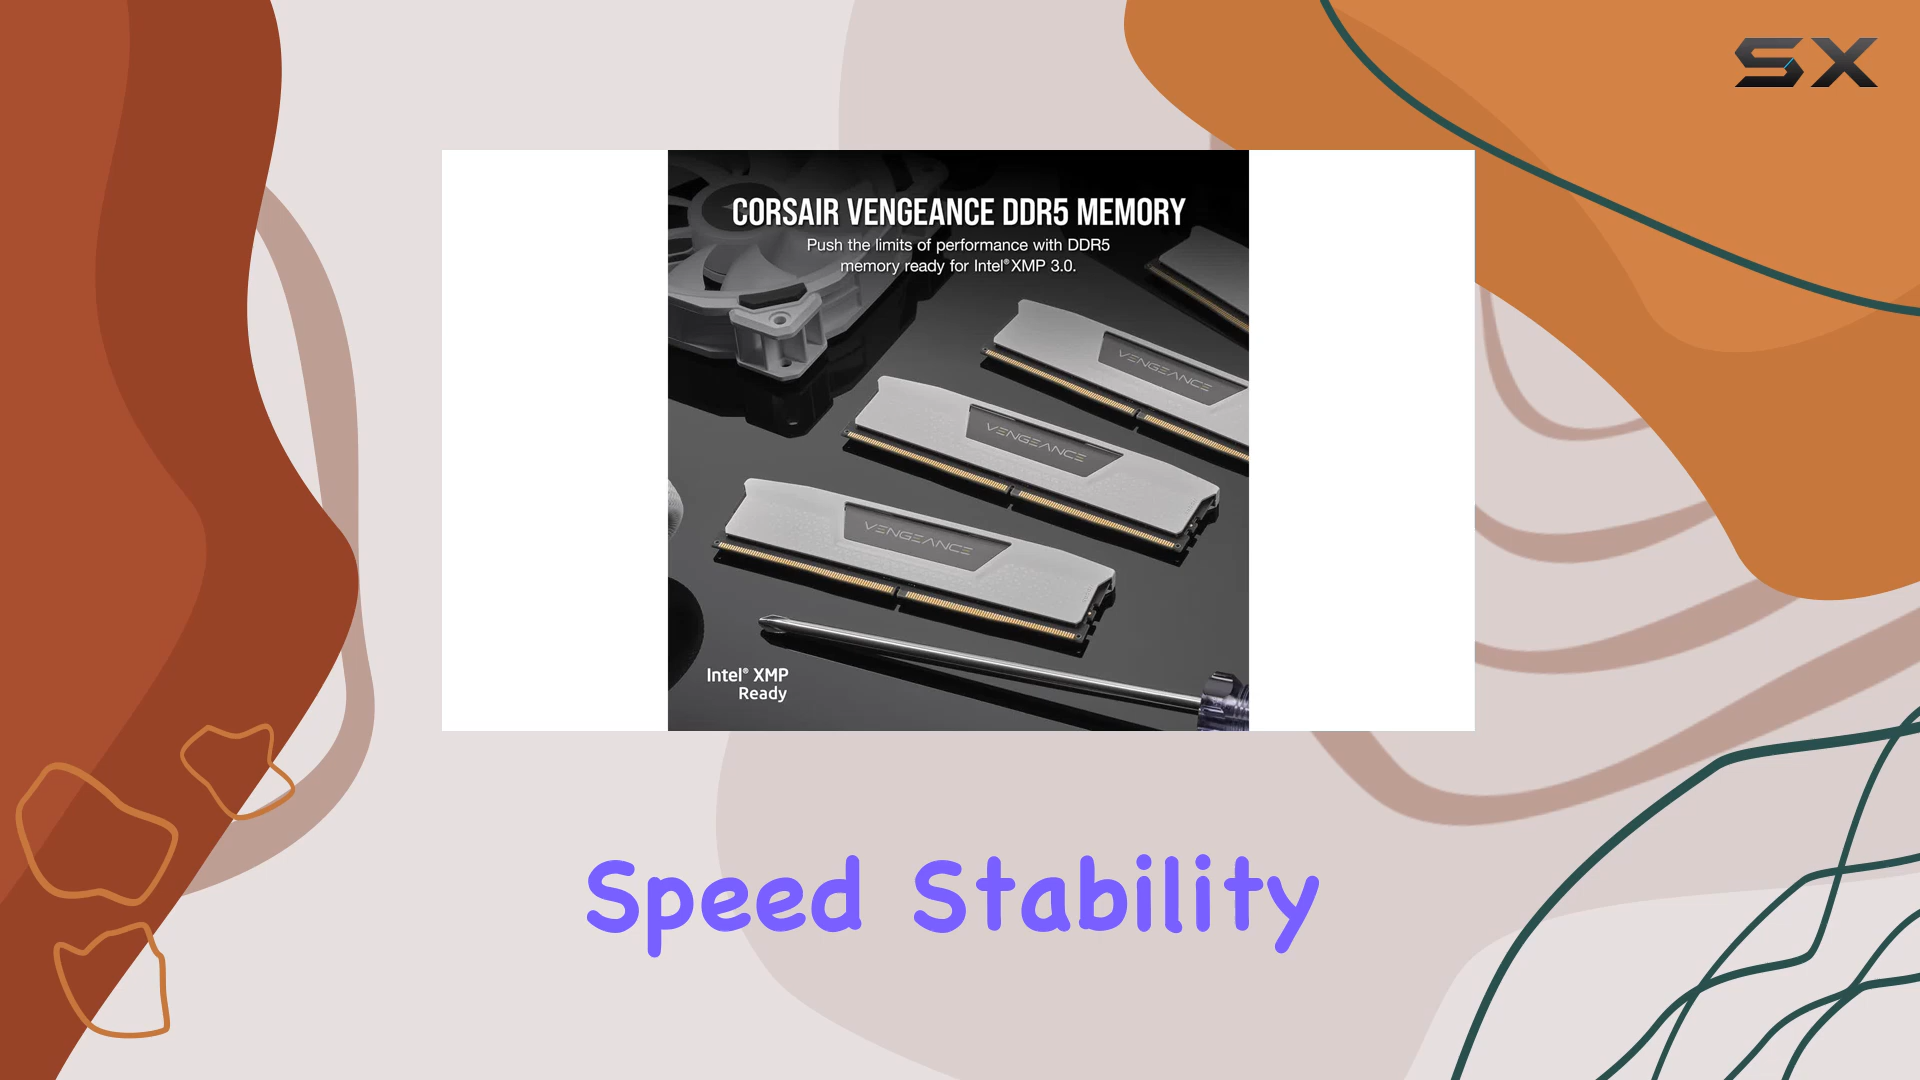 SX
CORSAIR VENGEANCE DDR5 MEMORY
Push the limits of performance with DDR5
memory ready for Intel® XMP 3.0.
VENGEANCE
VENGEANCE
VENGEANCE
Intel® XMP
Ready
Speed Stability